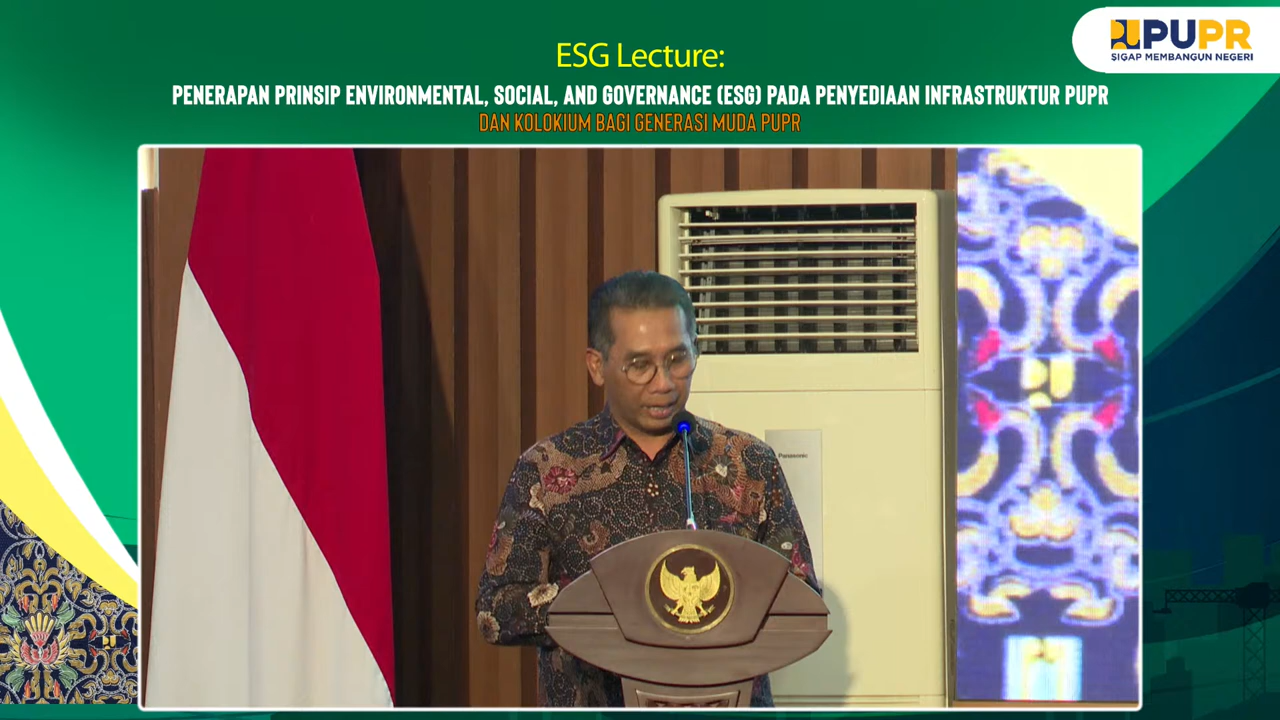 PUPR
SIGAP MEMBANGUN NEGERI
ESG Lecture:
PENERAPAN PRINSIP ENVIRONMENTAL, SOCIAL, AND GOVERNANCE (ESG) PADA PENYEDIAAN INFRASTRUKTUR PUPR
DAN KOLOKIUM BAGI GENERASI MUDA PUPR
Panasonic